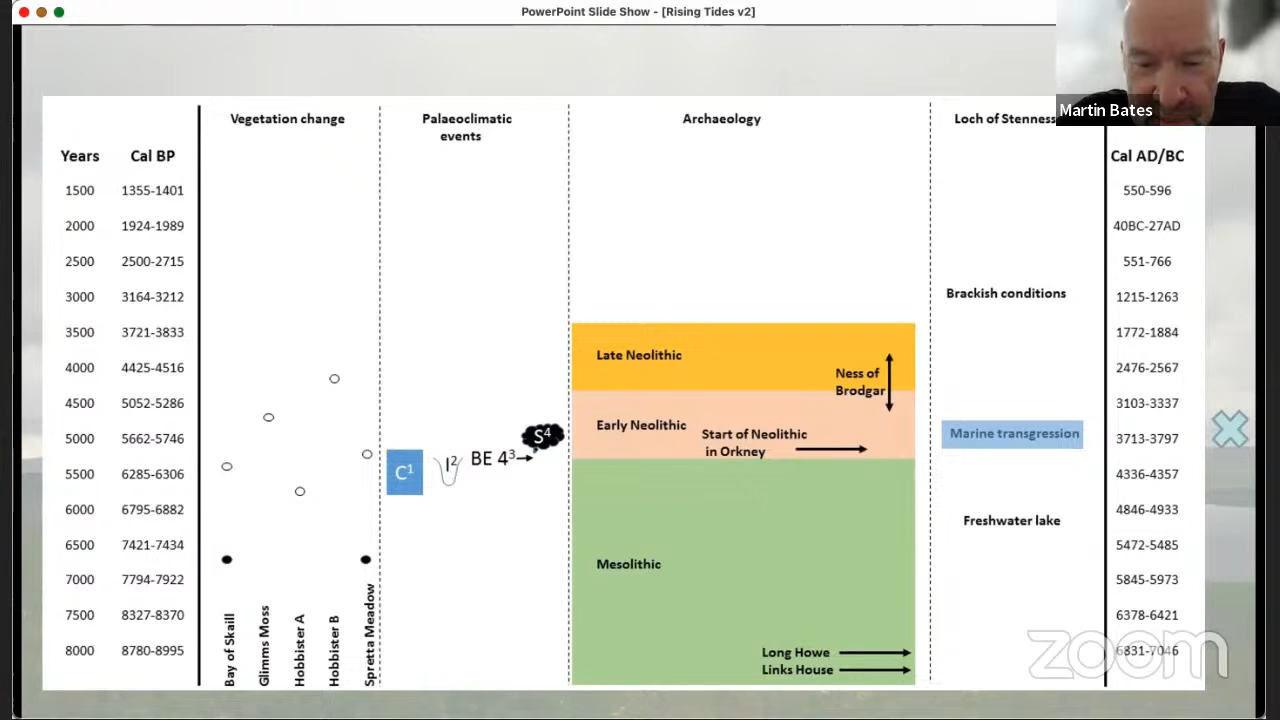 PowerPoint Slide Show - [Rising Tides v2]
Martin Bates
Vegetation change
Palaeoclimatic
events
Archaeology
Loch of Stenness
Years Cal BP Cal AD/BC
1500 1355-1401 550-596
2000 1924-1989 40BC-27AD
2500 2500-2715 551-766
3000 3164-3212 1215-1263
3500 3721-3833 1772-1884
4000 4425-4516 2476-2567
4500 5052-5286 3103-3337
5000 5662-5746 3713-3797
5500 6285-6306 4336-4357
6000 6795-6882 4846-4933
6500 7421-7434 5472-5485
7000 7794-7922 5845-5973
7500 8327-8370 6378-6421
8000 8780-8995 6831-7046
Bay of Skaill
Glimms Moss
Hobbister A
Hobbister B
Spretta Meadow
C¹
I²
BE 4³
S⁴
Late Neolithic
Ness of
Brodgar
Early Neolithic
Start of Neolithic
in Orkney
Mesolithic
Long Howe
Links House
Brackish conditions
Marine transgression
Freshwater lake
zoom